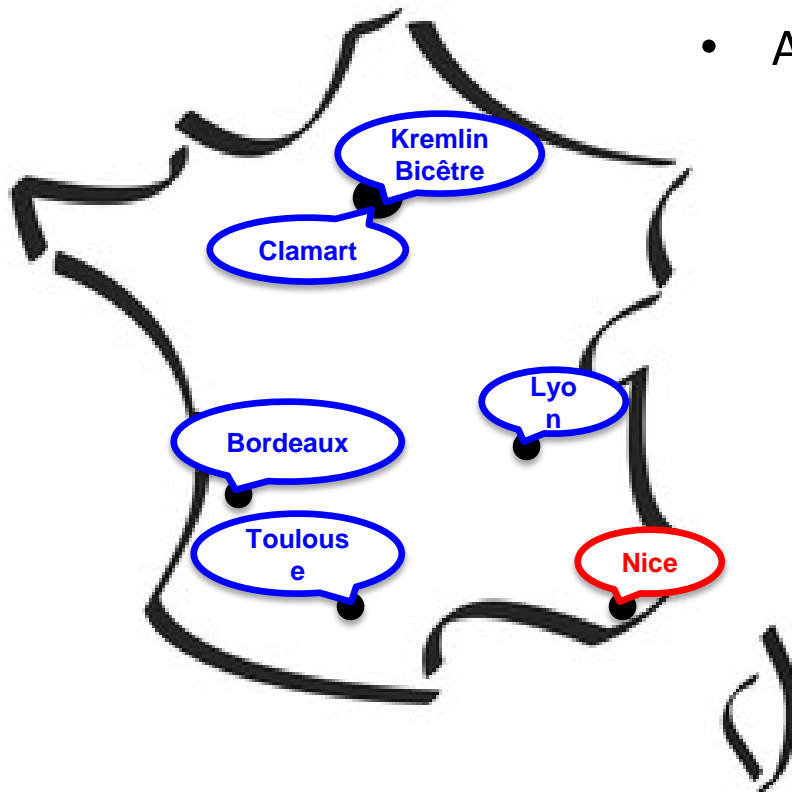 • A
Kremlin
Bicêtre
Clamart
Lyo
n
Bordeaux
Toulous
e
Nice